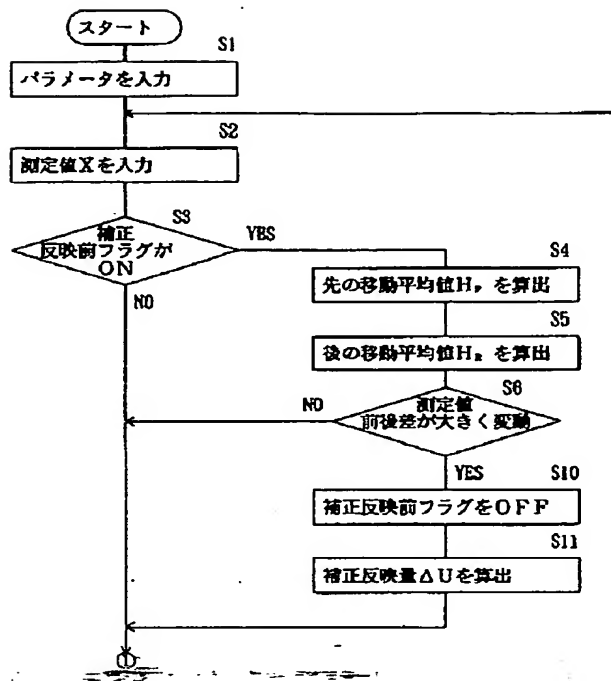 スタート
S1
パラメータを入力
S2
測定値Xを入力
S3
補正
反映前フラグが
ON
YES
NO
S4
先の移動平均値HFを算出
S5
後の移動平均値HRを算出
S6
測定値
前後差が大きく変動
NO
YES
S10
補正反映前フラグをOFF
S11
補正反映量ΔUを算出
①